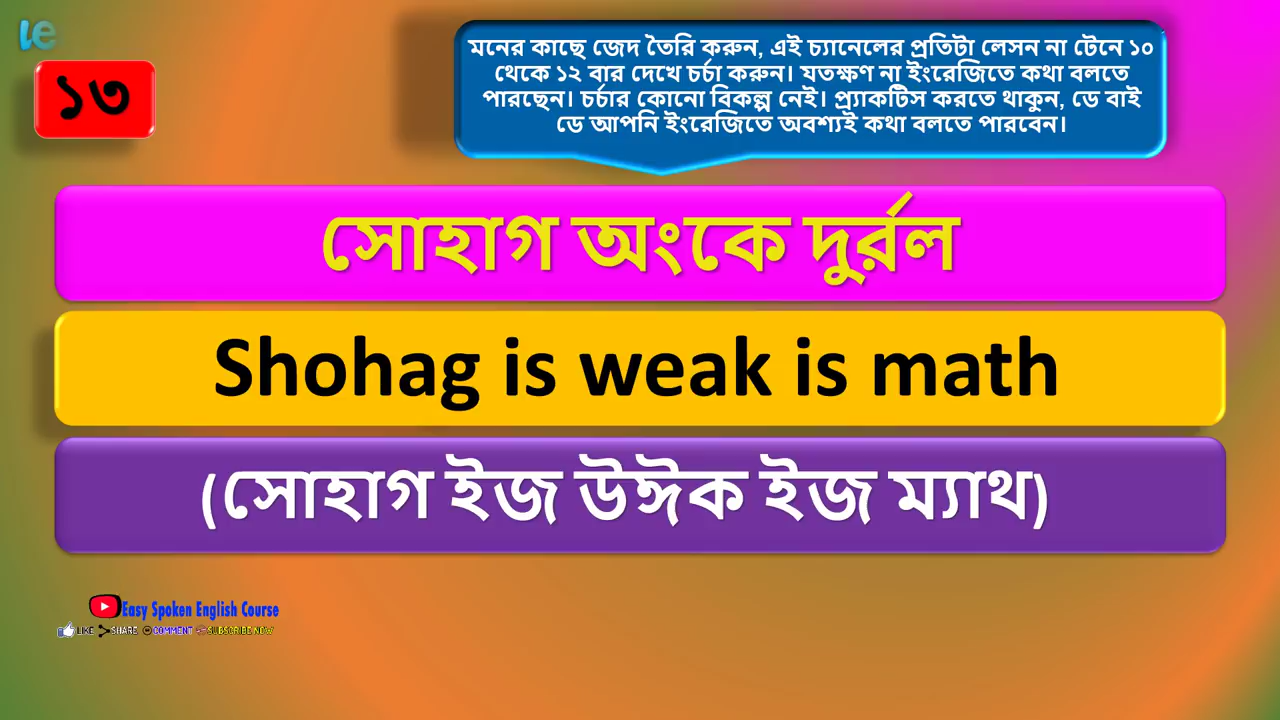 le
১৩
মনের কাছে জেদ তৈরি করুন, এই চ্যানেলের প্রতিটা লেসন না টেনে ১০
থেকে ১২ বার দেখে চর্চা করুন। যতক্ষণ না ইংরেজিতে কথা বলতে
পারছেন। চর্চার কোনো বিকল্প নেই। প্র্যাকটিস করতে থাকুন, ডে বাই
ডে আপনি ইংরেজিতে অবশ্যই কথা বলতে পারবেন।
সোহাগ অংকে দুর্রল
Shohag is weak is math
(সোহাগ ইজ উঈক ইজ ম্যাথ)
Easy Spoken English Course
LIKE SHARE COMMENT SUBSCRIBE NOW